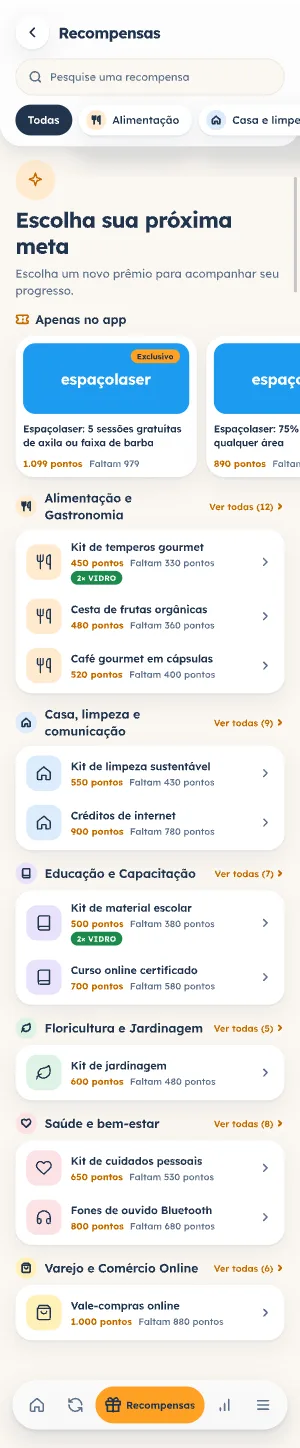 Recompensas
Pesquise uma recompensa
Todas
Alimentação
Casa e limpe
Escolha sua próxima
meta
Escolha um novo prêmio para acompanhar seu
progresso.
Apenas no app
Exclusivo
espaçolaser
Espaçolaser: 5 sessões gratuitas
de axila ou faixa de barba
1.099 pontos Faltam 979
espaço
Espaçolaser: 75%
qualquer área
890 pontos Faltam
Alimentação e
Gastronomia
Ver todas (12)
Kit de temperos gourmet
450 pontos Faltam 330 pontos
2x VIDRO
Cesta de frutas orgânicas
480 pontos Faltam 360 pontos
Café gourmet em cápsulas
520 pontos Faltam 400 pontos
Casa, limpeza e
comunicação
Ver todas (9)
Kit de limpeza sustentável
550 pontos Faltam 430 pontos
Créditos de internet
900 pontos Faltam 780 pontos
Educação e Capacitação
Ver todas (7)
Kit de material escolar
500 pontos Faltam 380 pontos
2x VIDRO
Curso online certificado
700 pontos Faltam 580 pontos
Floricultura e Jardinagem
Ver todas (5)
Kit de jardinagem
600 pontos Faltam 480 pontos
Saúde e bem-estar
Ver todas (8)
Kit de cuidados pessoais
650 pontos Faltam 530 pontos
Fones de ouvido Bluetooth
800 pontos Faltam 680 pontos
Varejo e Comércio Online
Ver todas (6)
Vale-compras online
1.000 pontos Faltam 880 pontos
Recompensas